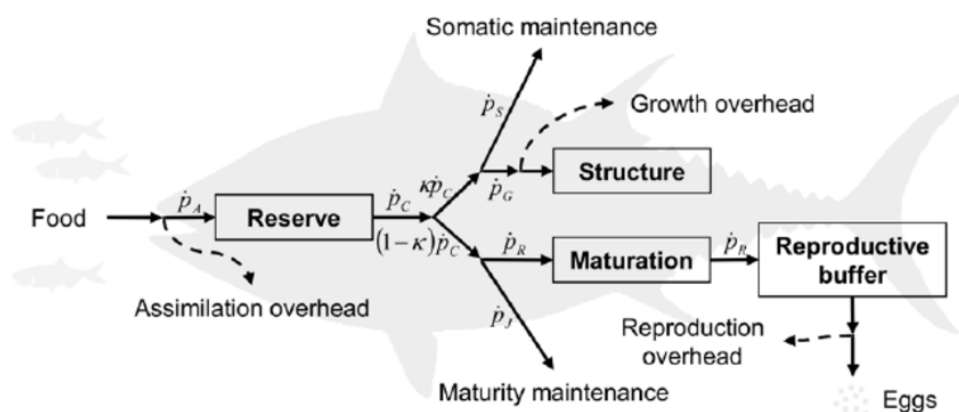 Somatic maintenance
ṗ_S
Growth overhead
κṗ_C
ṗ_G
Structure
Food
ṗ_A
Reserve
ṗ_C
(1−κ)ṗ_C
ṗ_R
Maturation
ṗ_R
Reproductive
buffer
Assimilation overhead
ṗ_J
Reproduction
overhead
Maturity maintenance
Eggs